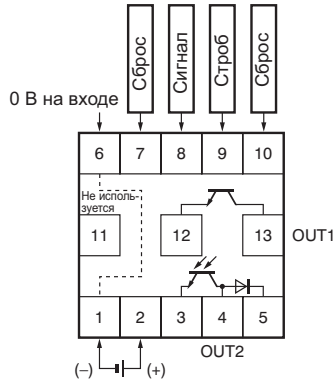 Сброс
Сигнал
Строб
Сброс
0 В на входе
6 7 8 9 10
Не исполь-
зуется
11 12 13 OUT1
1 2 3 4 5
OUT2
(–) (+)